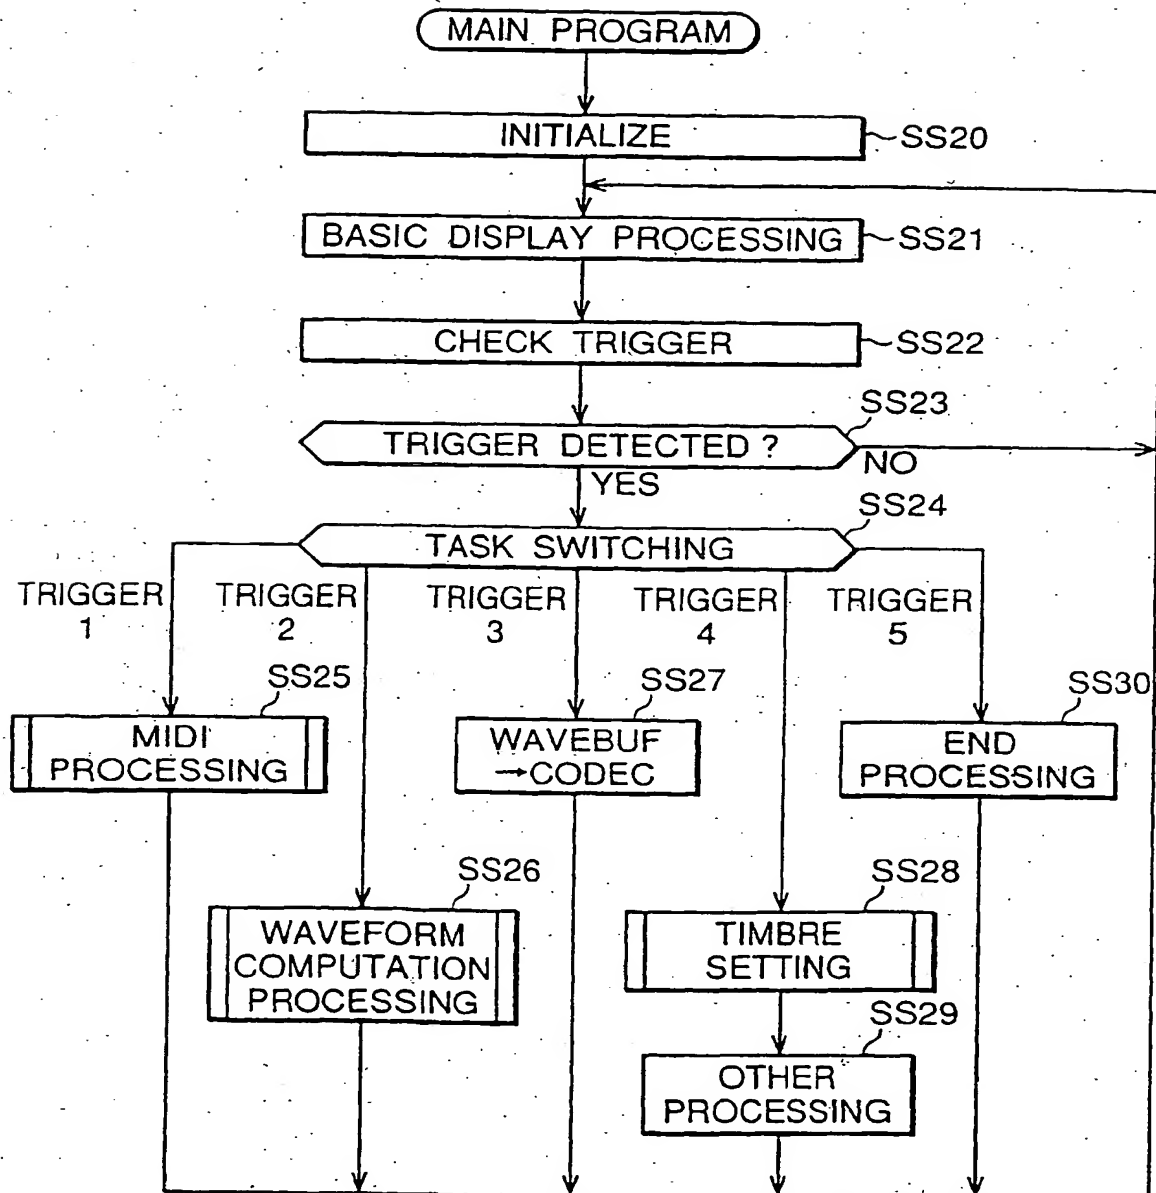 MAIN PROGRAM
INITIALIZE
SS20
BASIC DISPLAY PROCESSING
SS21
CHECK TRIGGER
SS22
SS23
TRIGGER DETECTED ?
NO
YES
SS24
TASK SWITCHING
TRIGGER
1
TRIGGER
2
TRIGGER
3
TRIGGER
4
TRIGGER
5
SS25
MIDI
PROCESSING
SS27
WAVEBUF
→CODEC
SS30
END
PROCESSING
SS26
WAVEFORM
COMPUTATION
PROCESSING
SS28
TIMBRE
SETTING
SS29
OTHER
PROCESSING